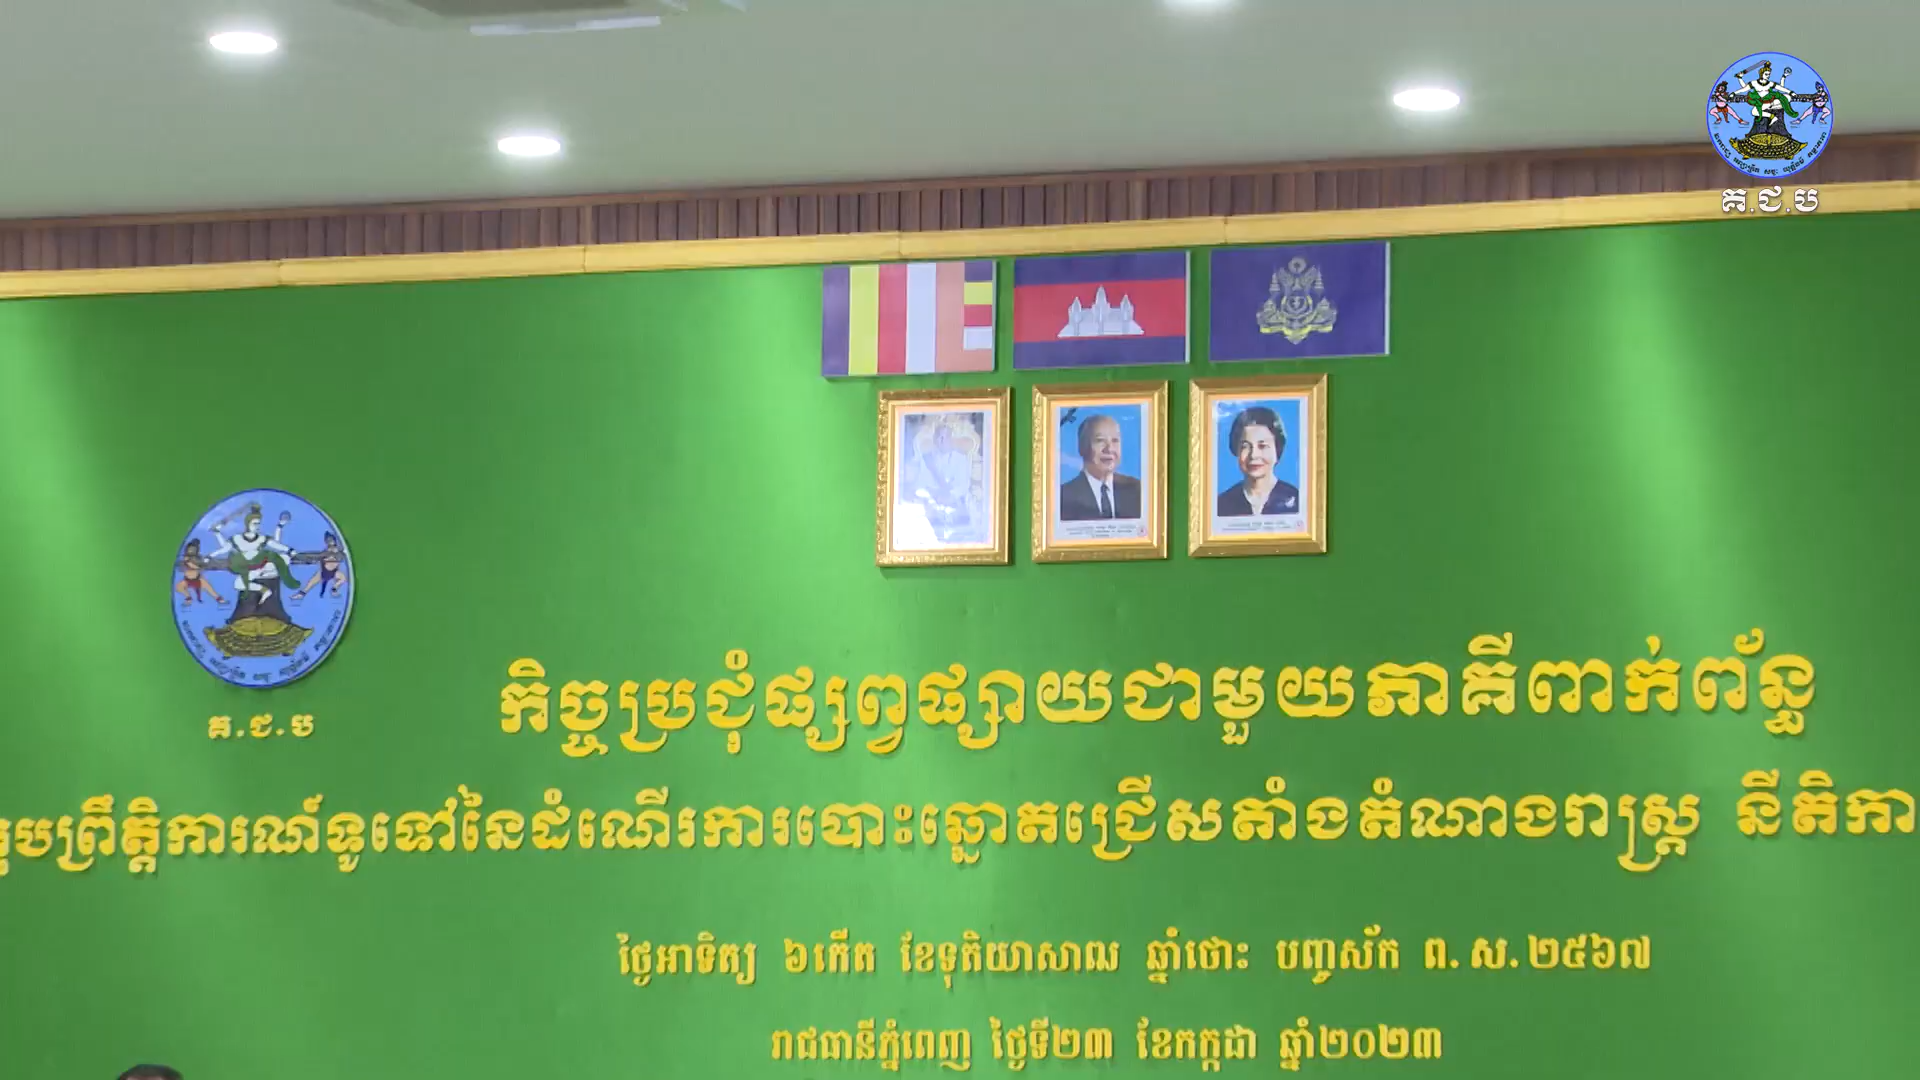 គ.ជ.ប
គ.ជ.ប
កិច្ចប្រជុំផ្សព្វផ្សាយជាមួយភាគីពាក់ព័ន្ធ
ព្រឹត្តិការណ៍ទូទៅនៃដំណើរការបោះឆ្នោតជ្រើសតាំងតំណាងរាស្ត្រ នីតិកា
ថ្ងៃអាទិត្យ ៦កើត ខែទុតិយាសាឍ ឆ្នាំថោះ បញ្ចស័ក ព.ស.២៥៦៧
រាជធានីភ្នំពេញ ថ្ងៃទី២៣ ខែកក្កដា ឆ្នាំ២០២៣